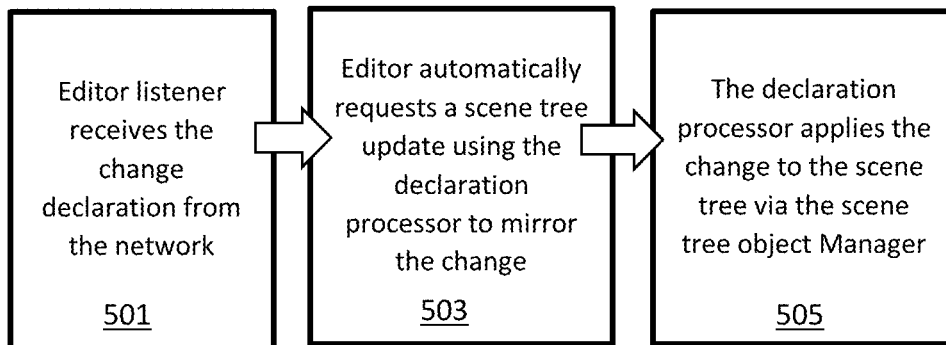 Editor listener
receives the
change
declaration from
the network
501
Editor automatically
requests a scene tree
update using the
declaration
processor to mirror
the change
503
The declaration
processor applies the
change to the scene
tree via the scene
tree object Manager
505